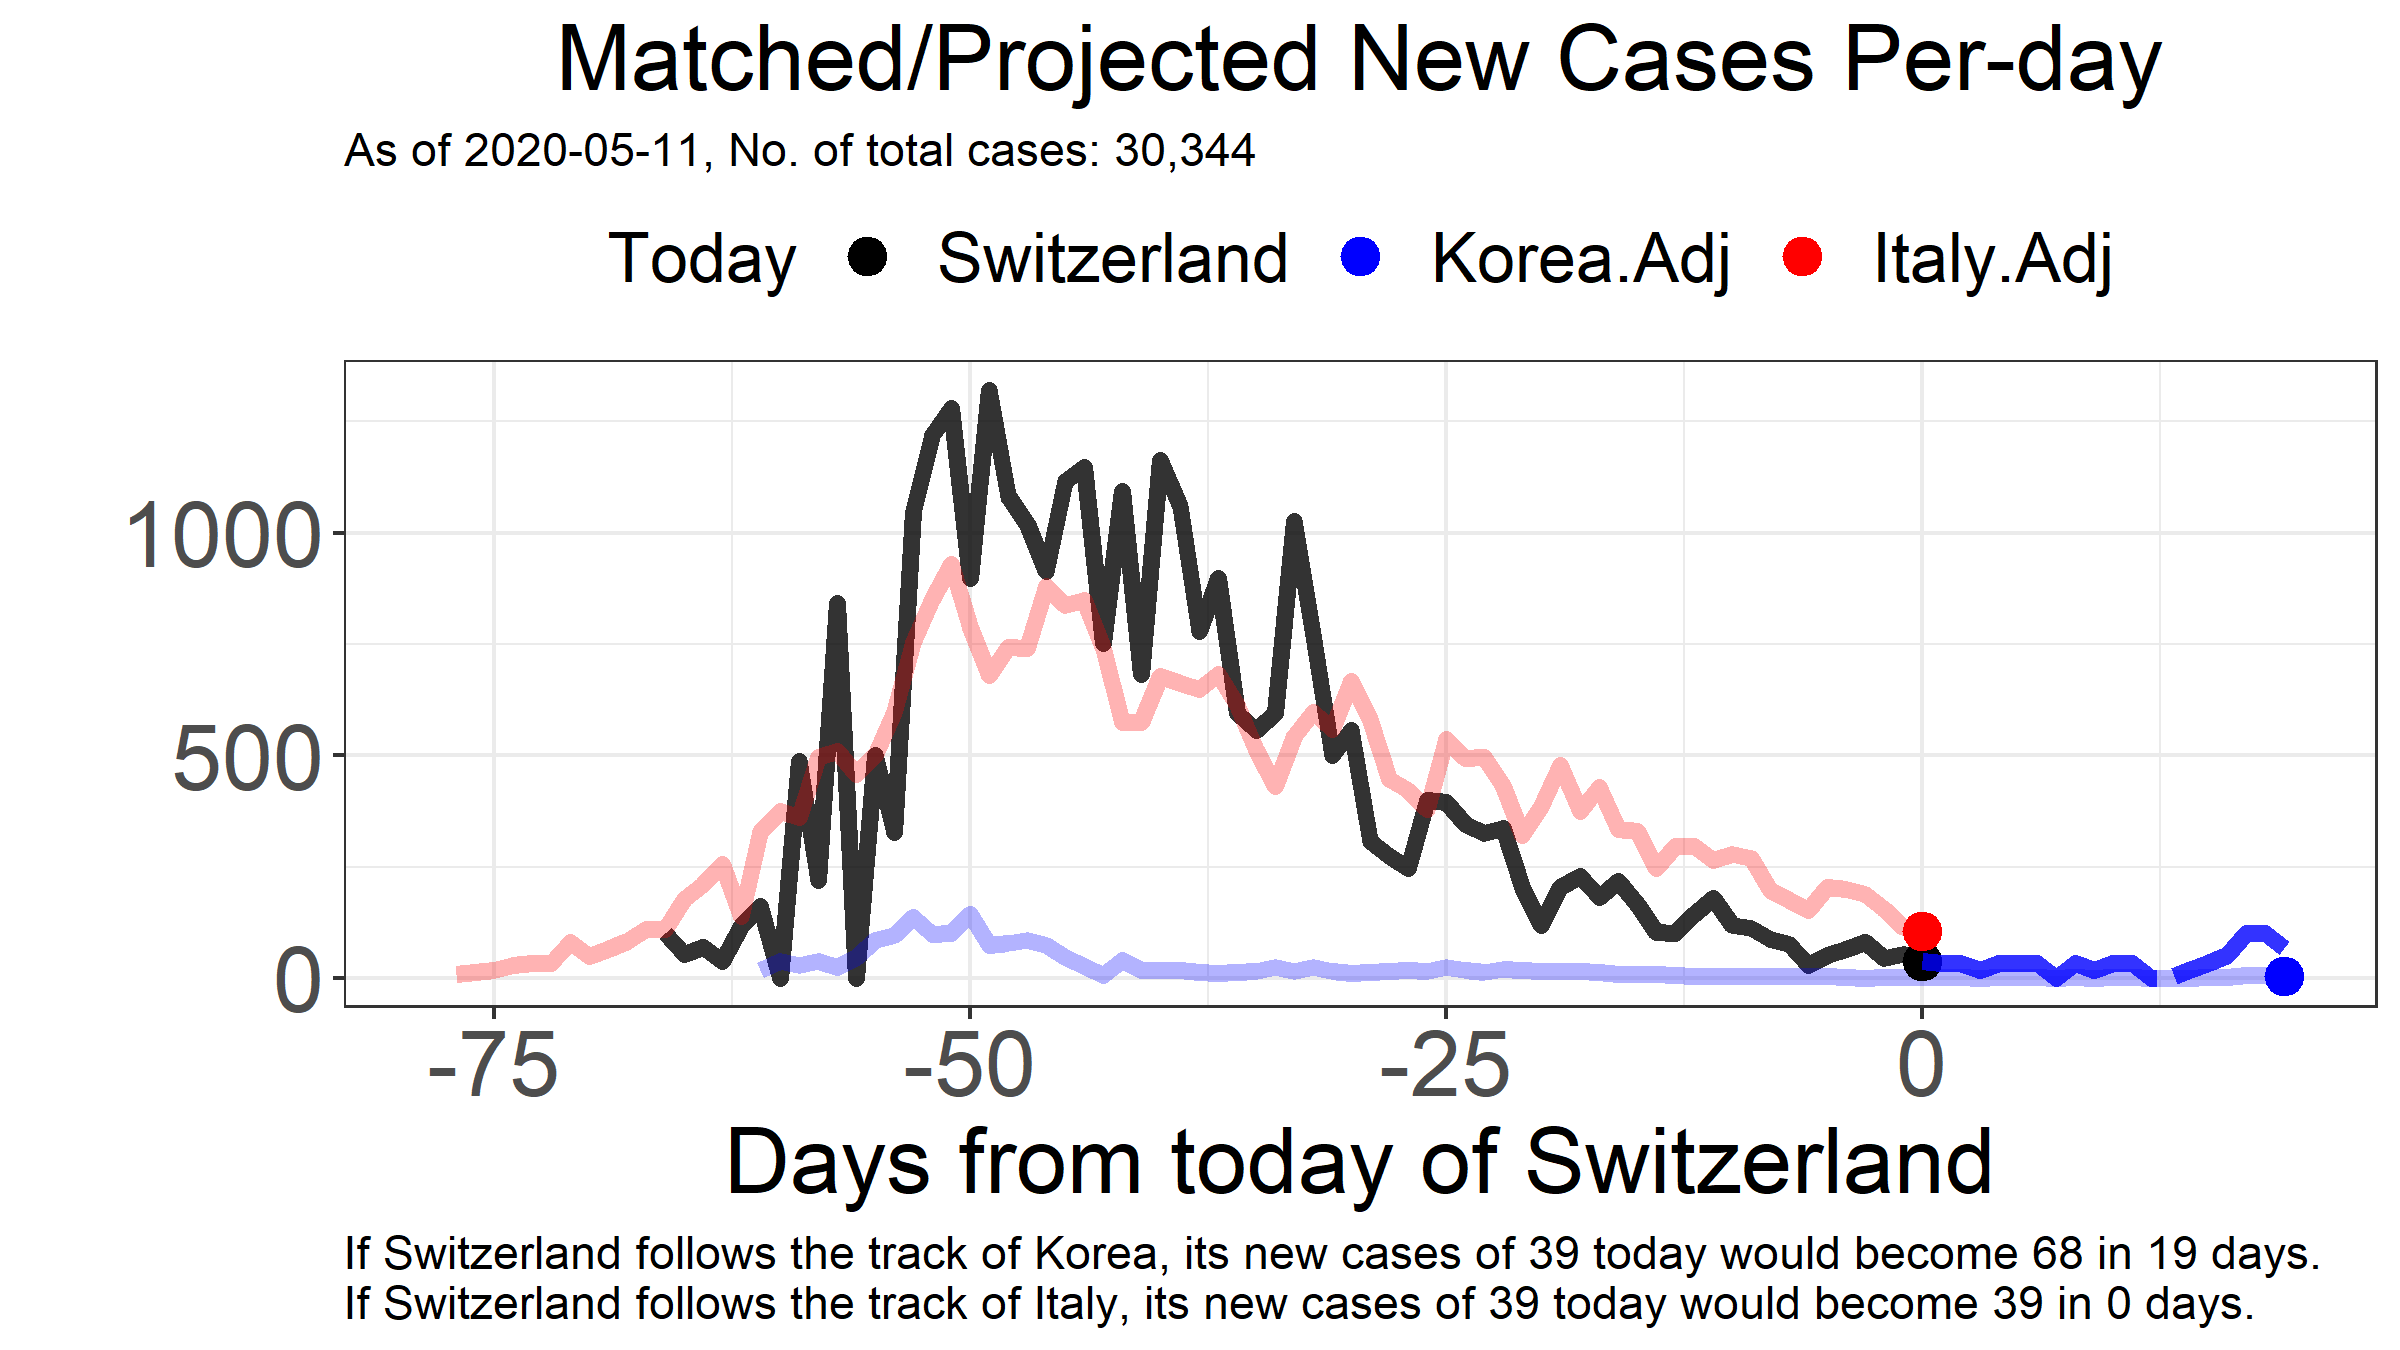 Matched/Projected New Cases Per-day
As of 2020-05-11, No. of total cases: 30,344
Today Switzerland Korea.Adj Italy.Adj
1000
500
0
-75 -50 -25 0
Days from today of Switzerland
If Switzerland follows the track of Korea, its new cases of 39 today would become 68 in 19 days.
If Switzerland follows the track of Italy, its new cases of 39 today would become 39 in 0 days.